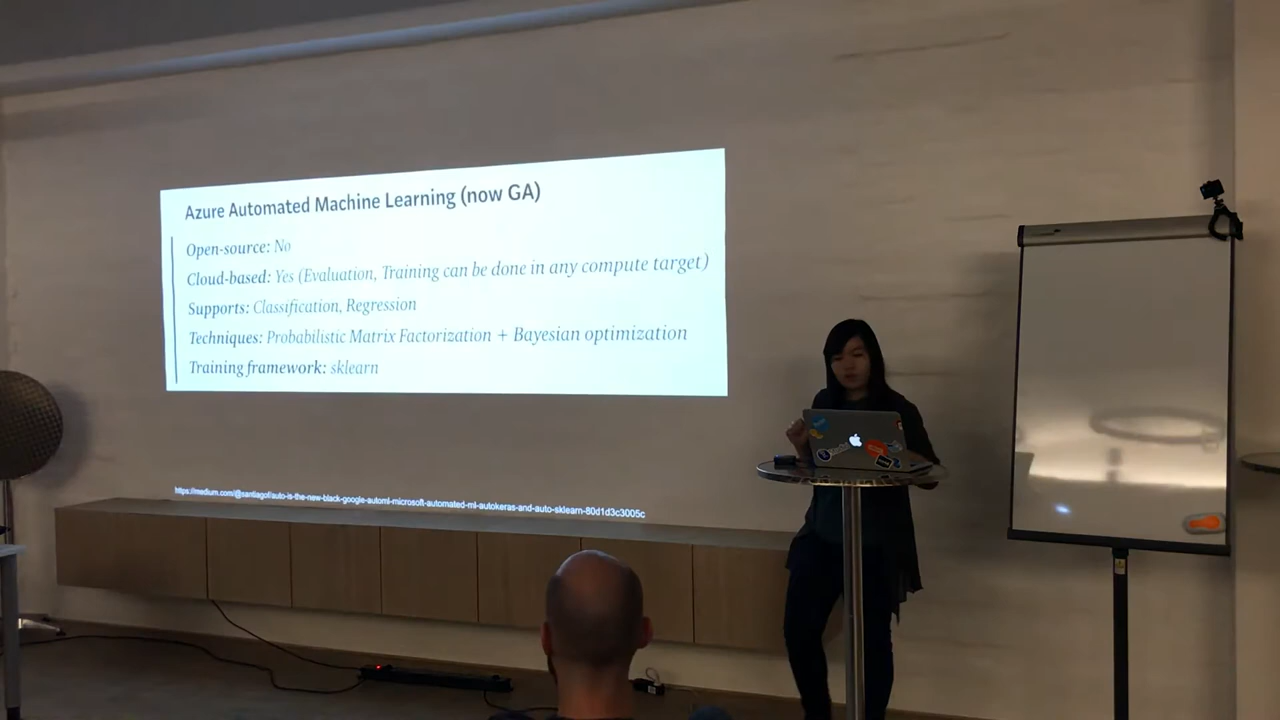 Azure Automated Machine Learning (now GA)
Open-source: No
Cloud-based: Yes (Evaluation, Training can be done in any compute target)
Supports: Classification, Regression
Techniques: Probabilistic Matrix Factorization + Bayesian optimization
Training framework: sklearn
https://medium.com/@santiagof/auto-is-the-new-black-google-automl-microsoft-automated-ml-autokeras-and-auto-sklearn-80d1d3c3005c